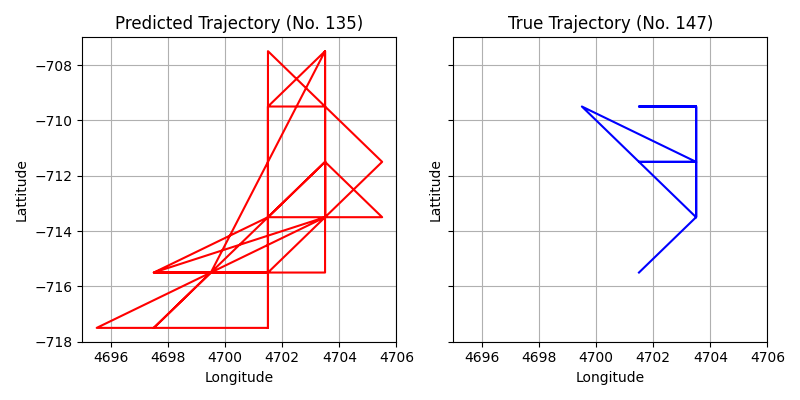 Predicted Trajectory (No. 135)
True Trajectory (No. 147)
−708
−710
−712
−714
−716
−718
Lattitude
Lattitude
4696 4698 4700 4702 4704 4706
4696 4698 4700 4702 4704 4706
Longitude
Longitude